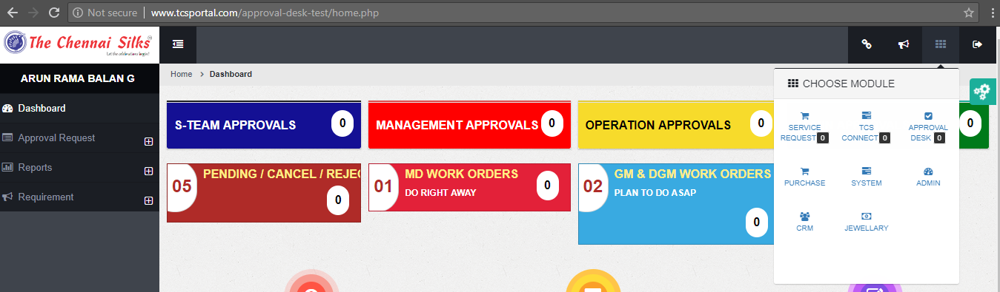 Not secure | www.tcsportal.com/approval-desk-test/home.php
The Chennai Silks
Let the celebrations begin!
ARUN RAMA BALAN G
Dashboard
Approval Request
Reports
Requirement
Home > Dashboard
S-TEAM APPROVALS 0
MANAGEMENT APPROVALS 0
OPERATION APPROVALS 0
0
05 PENDING / CANCEL / REJEC
0
01 MD WORK ORDERS
DO RIGHT AWAY
0
02 GM & DGM WORK ORDERS
PLAN TO DO ASAP
0
CHOOSE MODULE
SERVICE
REQUEST 0
TCS
CONNECT 0
APPROVAL
DESK 0
PURCHASE
SYSTEM
ADMIN
CRM
JEWELLARY